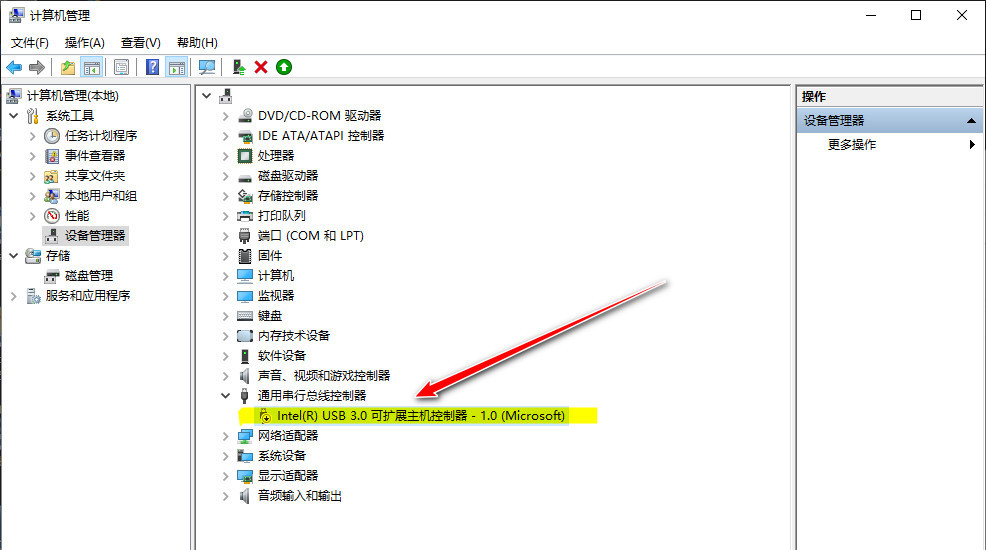 计算机管理
文件(F) 操作(A) 查看(V) 帮助(H)
计算机管理(本地)
系统工具
任务计划程序
事件查看器
共享文件夹
本地用户和组
性能
设备管理器
存储
磁盘管理
服务和应用程序
DVD/CD-ROM 驱动器
IDE ATA/ATAPI 控制器
处理器
磁盘驱动器
存储控制器
打印队列
端口 (COM 和 LPT)
固件
计算机
监视器
键盘
内存技术设备
软件设备
声音、视频和游戏控制器
通用串行总线控制器
Intel(R) USB 3.0 可扩展主机控制器 - 1.0 (Microsoft)
网络适配器
系统设备
显示适配器
音频输入和输出
操作
设备管理器
更多操作